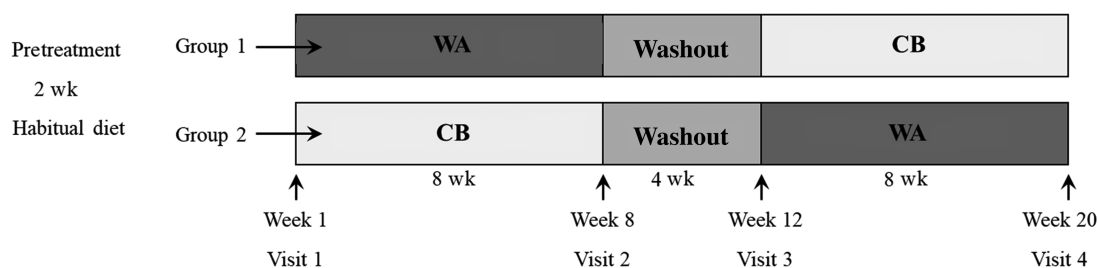 Pretreatment
2 wk
Habitual diet
Group 1
WA
Washout
CB
Group 2
CB
Washout
WA
8 wk
4 wk
8 wk
Week 1
Week 8
Week 12
Week 20
Visit 1
Visit 2
Visit 3
Visit 4